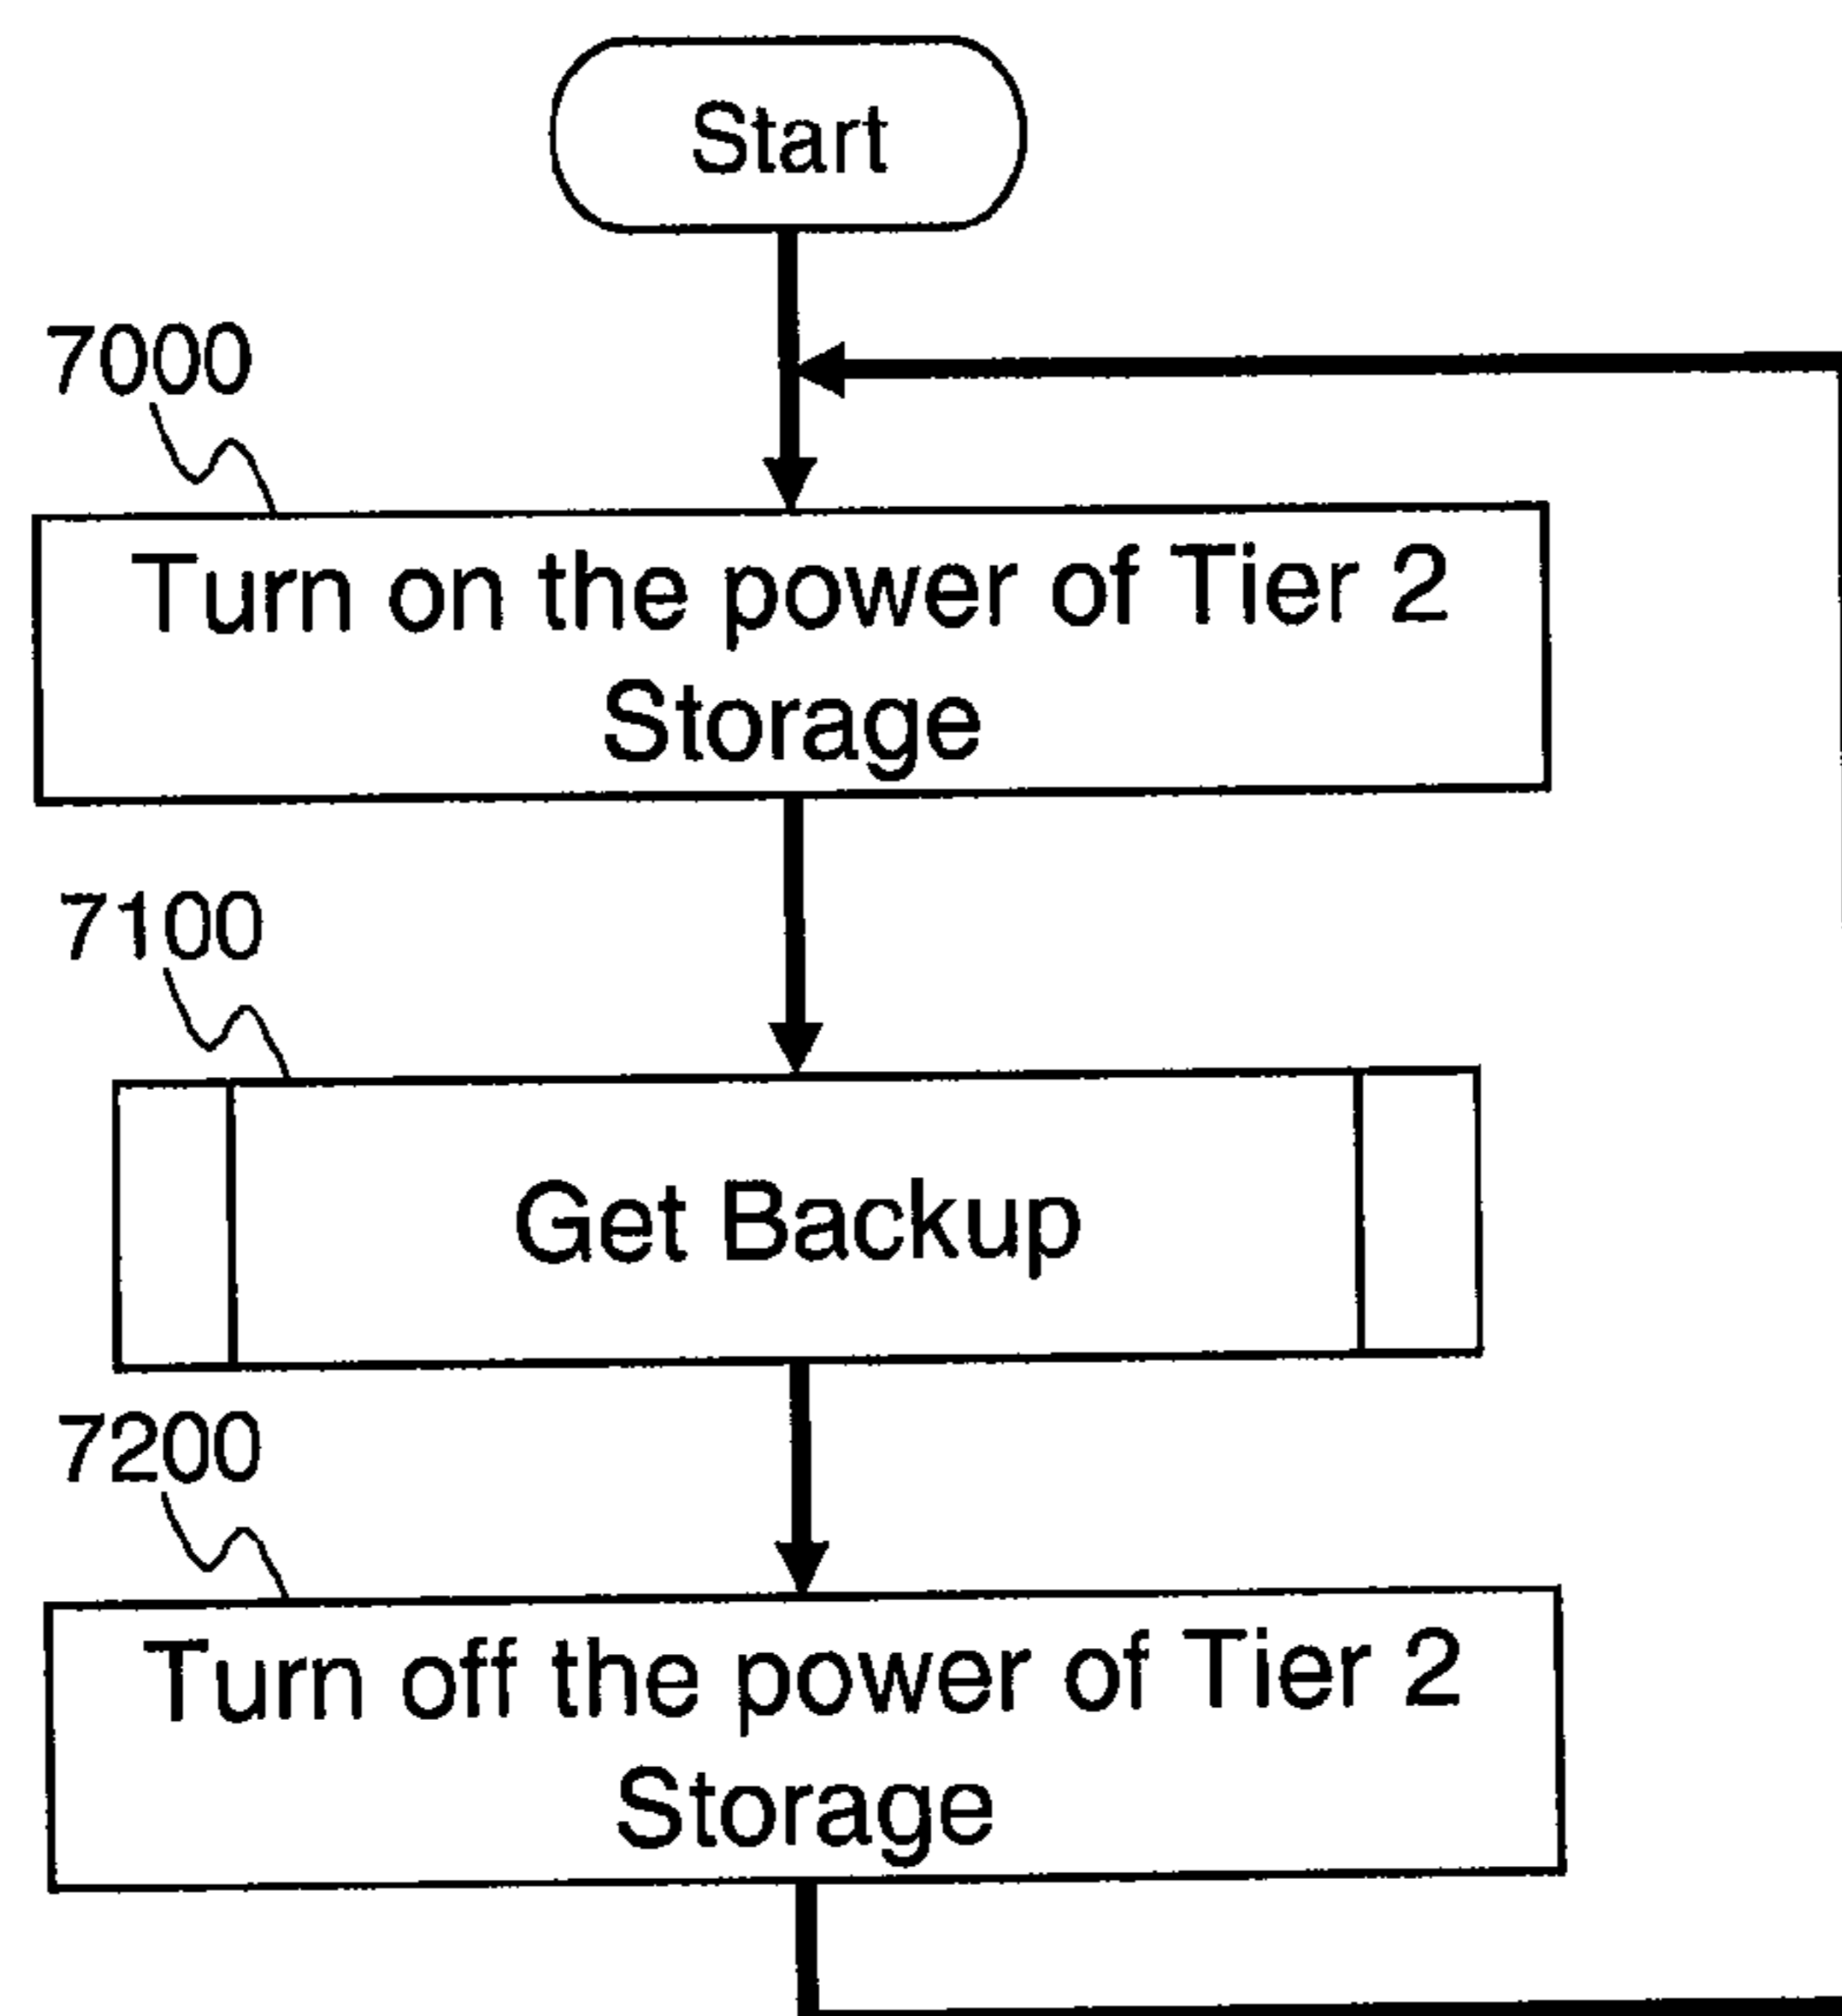 Start
7000
Turn on the power of Tier 2
Storage
7100
Get Backup
7200
Turn off the power of Tier 2
Storage